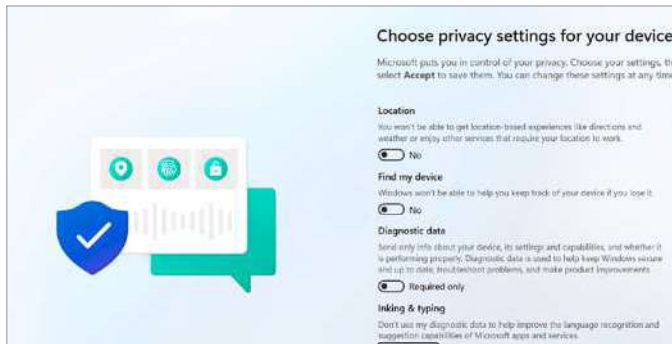 Choose privacy settings for your device
Microsoft puts you in control of your privacy. Choose your settings, th
select Accept to save them. You can change these settings at any time
Location
You won't be able to get location-based experiences like directions and
weather or enjoy other services that require your location to work.
No
Find my device
Windows won't be able to help you keep track of your device if you lose it.
No
Diagnostic data
Send only info about your device, its settings and capabilities, and whether it
is performing properly. Diagnostic data is used to help keep Windows secure
and up to date, troubleshoot problems, and make product improvements.
Required only
Inking & typing
Don't use my diagnostic data to help improve the language recognition and
suggestion capabilities of Microsoft apps and services.